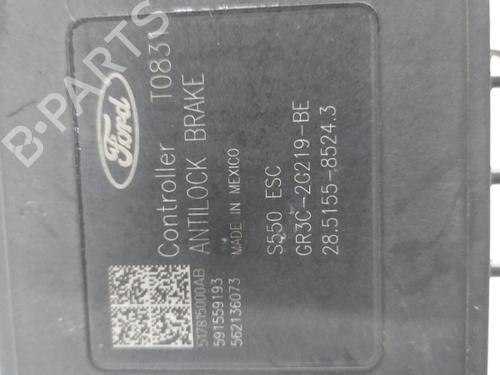 Ford
Controller T0831
ANTILOCK BRAKE
MADE IN MEXICO
S550 ESC
GR3C-2C219-BE
28.5155-8524.3
517815000AB
591559193
562136073
B-PARTS